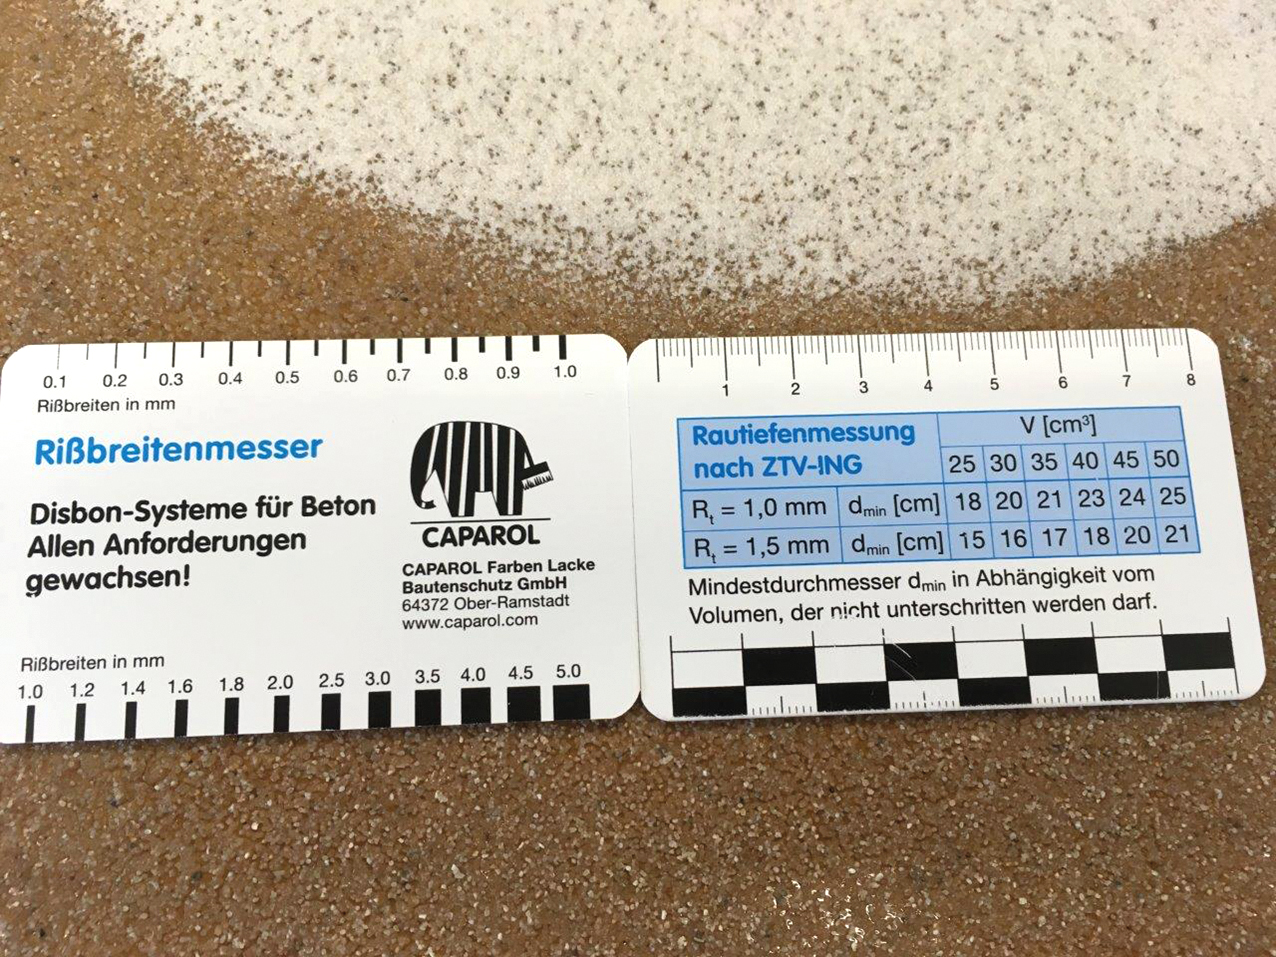 0.1 0.2 0.3 0.4 0.5 0.6 0.7 0.8 0.9 1.0
Rißbreiten in mm
Rißbreitenmesser
Disbon-Systeme für Beton
Allen Anforderungen
gewachsen!
CAPAROL
CAPAROL Farben Lacke
Bautenschutz GmbH
64372 Ober-Ramstadt
www.caparol.com
Rißbreiten in mm
1.0 1.2 1.4 1.6 1.8 2.0 2.5 3.0 3.5 4.0 4.5 5.0
1 2 3 4 5 6 7 8
Rautiefenmessung
nach ZTV-ING
V [cm³]
25 30 35 40 45 50
Rt = 1,0 mm dmin [cm] 18 20 21 23 24 25
Rt = 1,5 mm dmin [cm] 15 16 17 18 20 21
Mindestdurchmesser dmin in Abhängigkeit vom
Volumen, der nicht unterschritten werden darf.